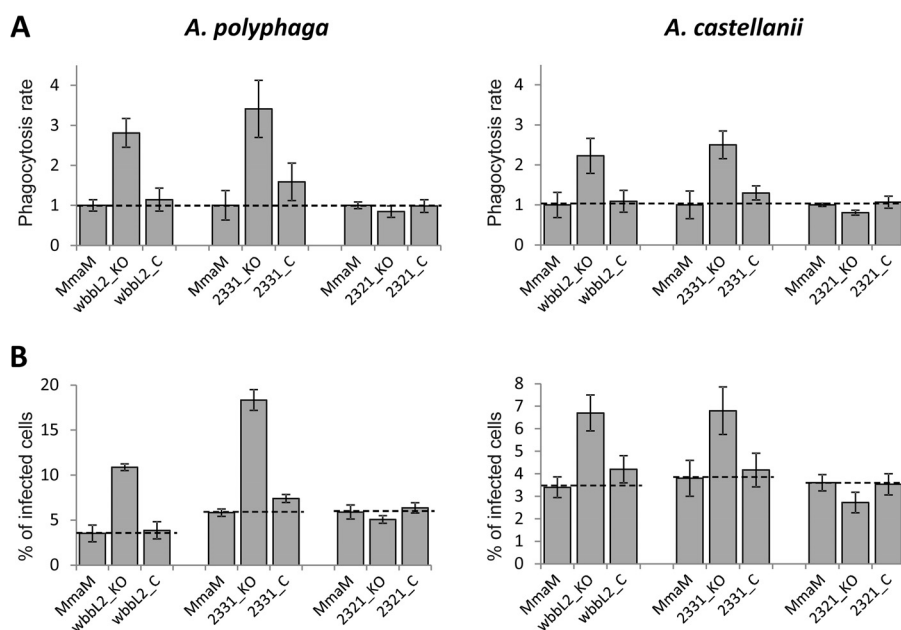 A
A. polyphaga
A. castellanii
Phagocytosis rate
4
3
2
1
0
MmaM
wbbL2_KO
wbbL2_C
MmaM
2331_KO
2331_C
MmaM
2321_KO
2321_C
Phagocytosis rate
4
3
2
1
0
MmaM
wbbL2_KO
wbbL2_C
MmaM
2331_KO
2331_C
MmaM
2321_KO
2321_C
B
% of infected cells
20
15
10
5
0
MmaM
wbbL2_KO
wbbL2_C
MmaM
2331_KO
2331_C
MmaM
2321_KO
2321_C
% of infected cells
8
7
6
5
4
3
2
1
0
MmaM
wbbL2_KO
wbbL2_C
MmaM
2331_KO
2331_C
MmaM
2321_KO
2321_C